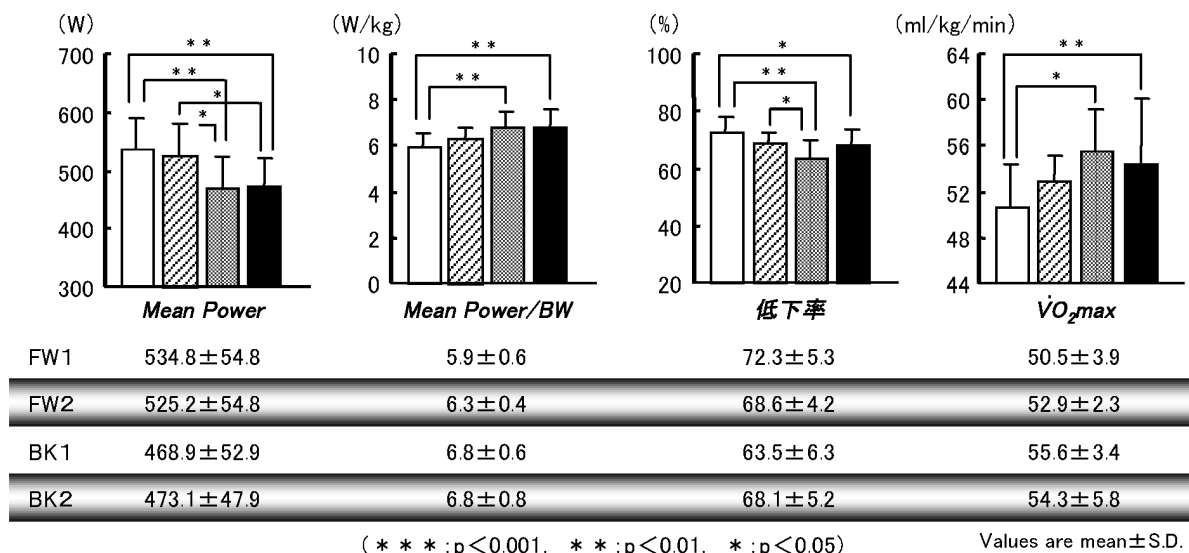 (W) (W/kg) (%) (ml/kg/min)
700 10 100 64
** ** * **
** ** ** *
* *
*
600 8 80 60
500 6 60 56
4 52
400 2 40 48
300 0 20 44
Mean Power Mean Power/BW 低下率 V̇O₂max
FW1 534.8±54.8 5.9±0.6 72.3±5.3 50.5±3.9
FW2 525.2±54.8 6.3±0.4 68.6±4.2 52.9±2.3
BK1 468.9±52.9 6.8±0.6 63.5±6.3 55.6±3.4
BK2 473.1±47.9 6.8±0.8 68.1±5.2 54.3±5.8
(***:p<0.001, **:p<0.01, *:p<0.05) Values are mean±S.D.